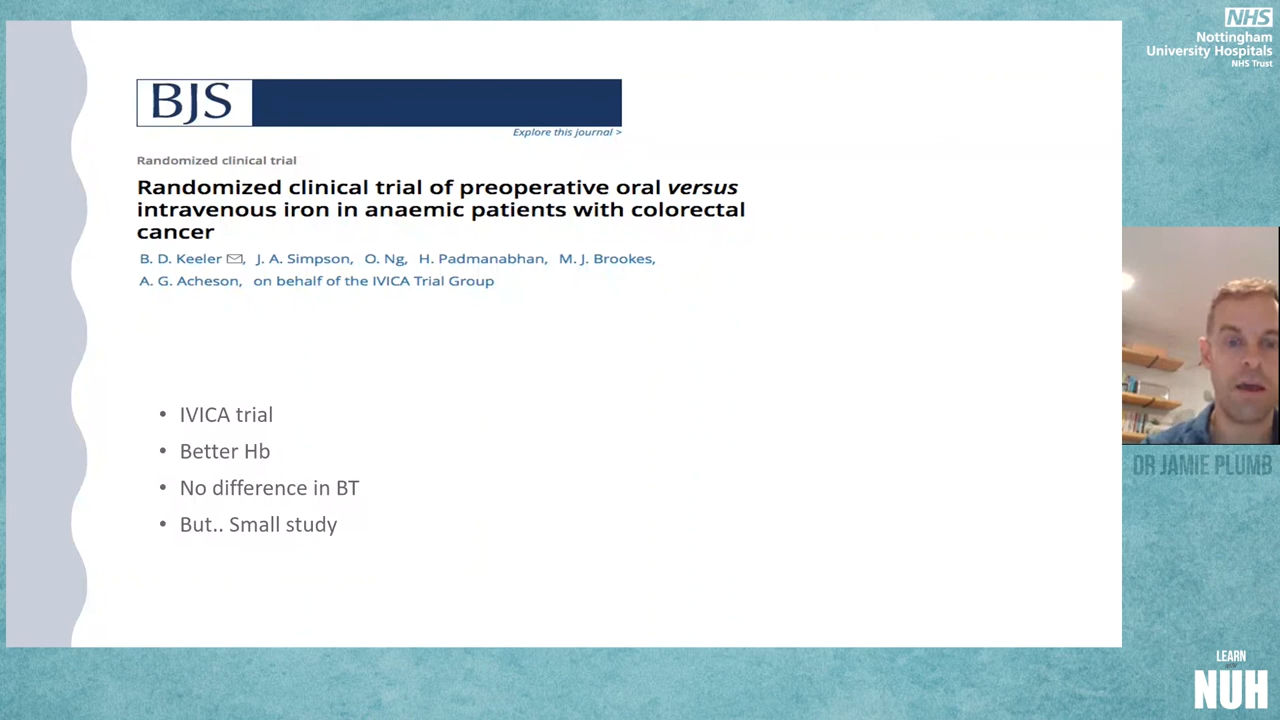 BJS
Explore this journal >
Randomized clinical trial
Randomized clinical trial of preoperative oral versus
intravenous iron in anaemic patients with colorectal
cancer
B. D. Keeler, J. A. Simpson, O. Ng, H. Padmanabhan, M. J. Brookes,
A. G. Acheson, on behalf of the IVICA Trial Group
• IVICA trial
• Better Hb
• No difference in BT
• But.. Small study
NHS
Nottingham
University Hospitals
NHS Trust
DR JAMIE PLUMB
LEARN
NUH